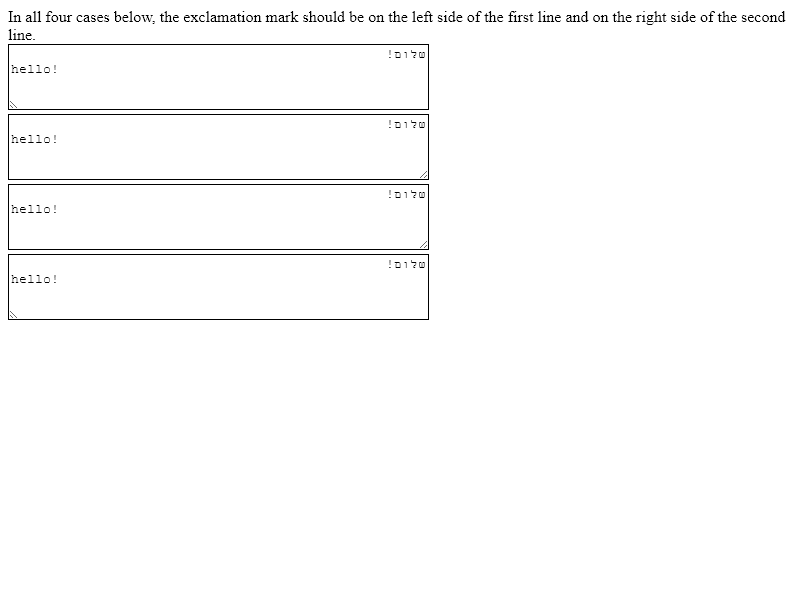 In all four cases below, the exclamation mark should be on the left side of the first line and on the right side of the second
line.
שלום!
hello!
שלום!
hello!
שלום!
hello!
שלום!
hello!